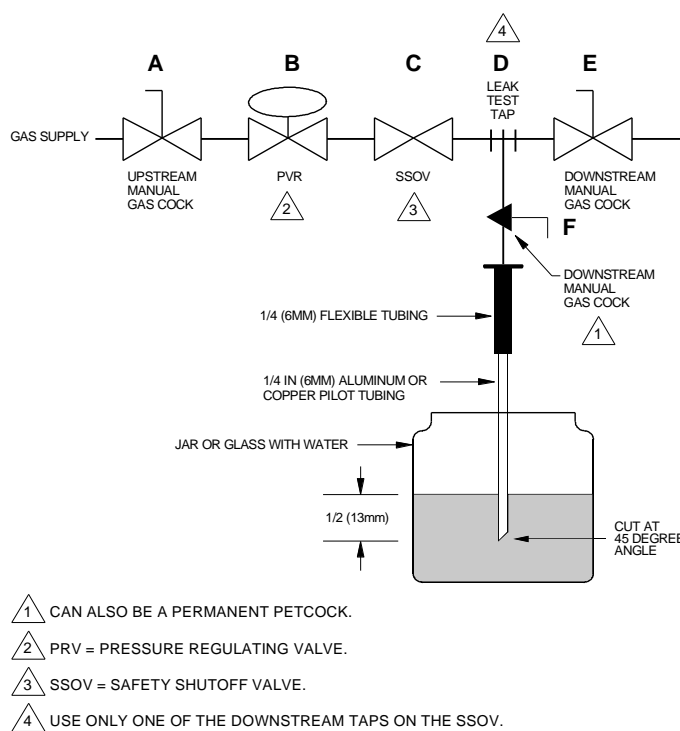 4
A
B
C
D
E
LEAK
TEST
TAP
GAS SUPPLY
UPSTREAM
MANUAL
GAS COCK
PVR
2
SSOV
3
DOWNSTREAM
MANUAL
GAS COCK
F
DOWNSTREAM
MANUAL
GAS COCK
1
1/4 (6MM) FLEXIBLE TUBING
1/4 IN (6MM) ALUMINUM OR
COPPER PILOT TUBING
JAR OR GLASS WITH WATER
1/2 (13mm)
CUT AT
45 DEGREE
ANGLE
1 CAN ALSO BE A PERMANENT PETCOCK.
2 PRV = PRESSURE REGULATING VALVE.
3 SSOV = SAFETY SHUTOFF VALVE.
4 USE ONLY ONE OF THE DOWNSTREAM TAPS ON THE SSOV.